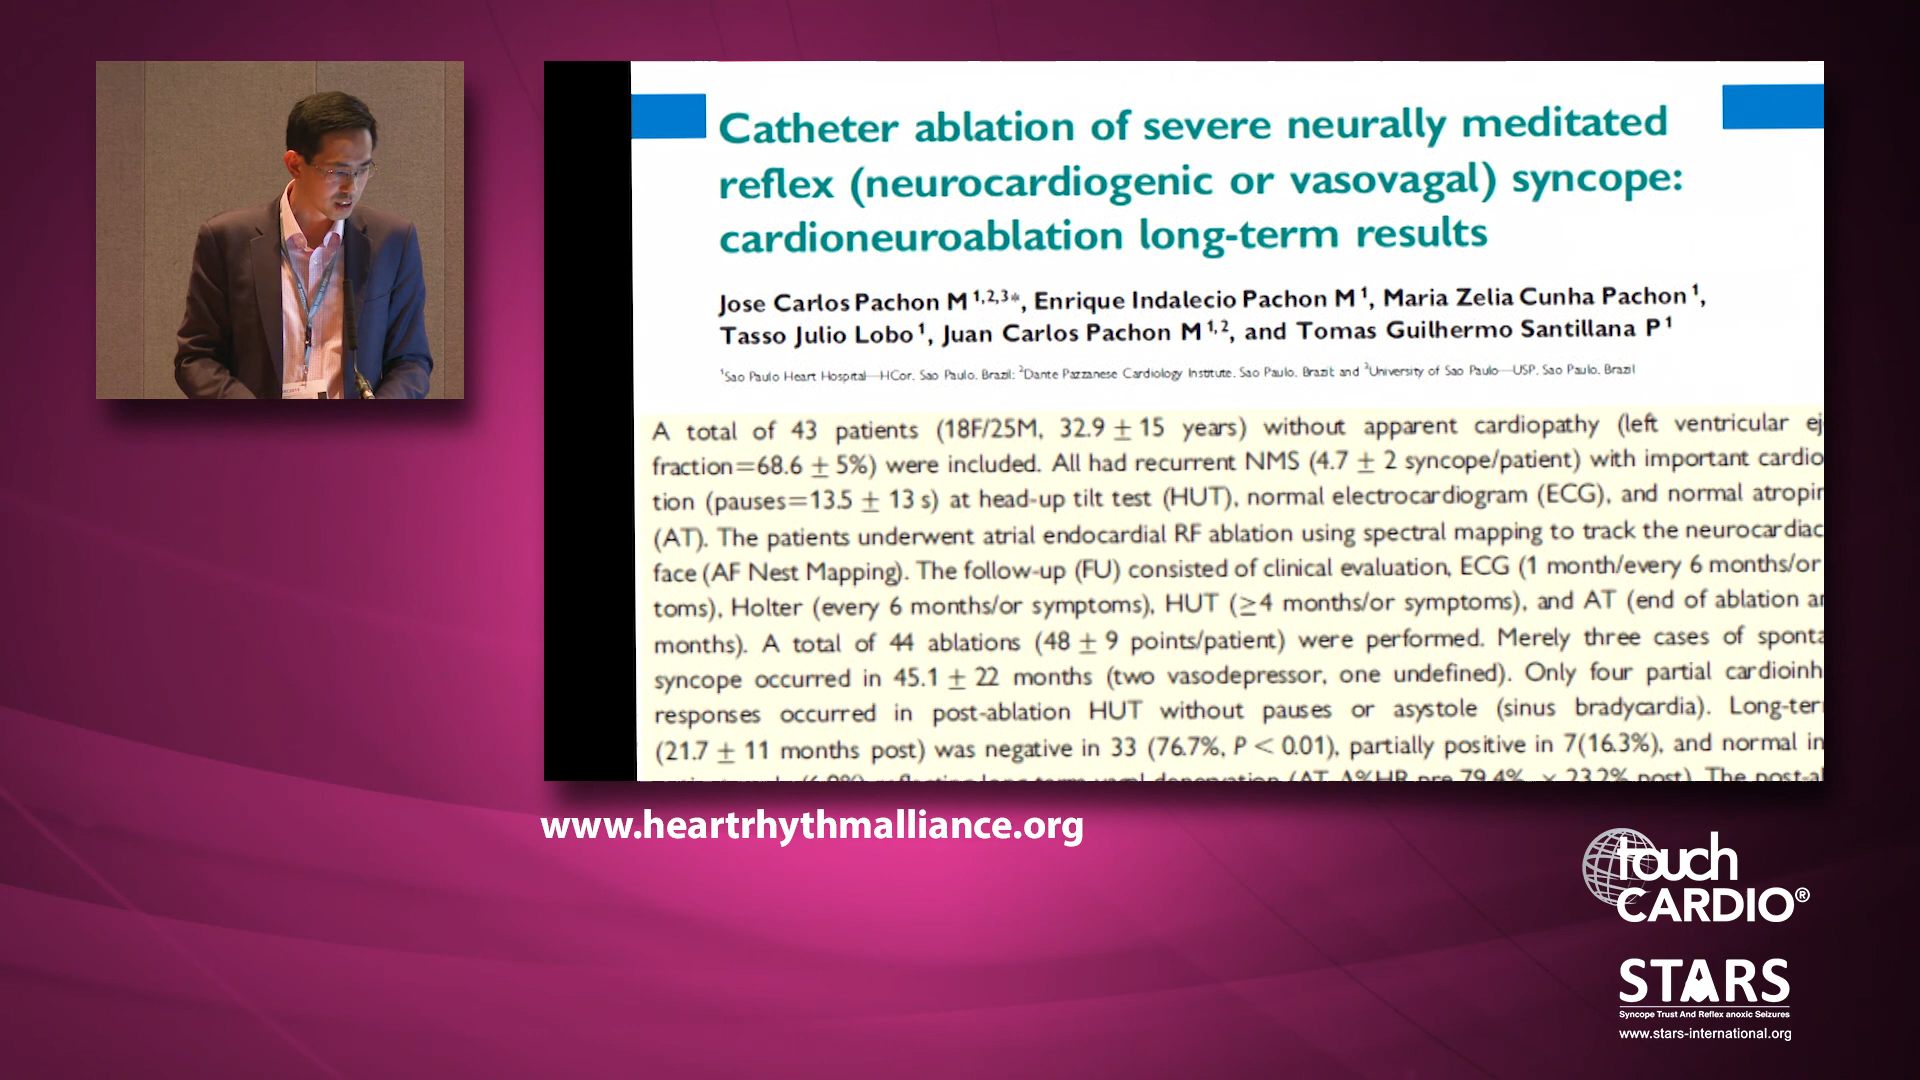 Catheter ablation of severe neurally meditated
reflex (neurocardiogenic or vasovagal) syncope:
cardioneuroablation long-term results
Jose Carlos Pachon M 1,2,3*, Enrique Indalecio Pachon M 1, Maria Zelia Cunha Pachon 1,
Tasso Julio Lobo 1, Juan Carlos Pachon M 1,2, and Tomas Guilhermo Santillana P 1
1Sao Paulo Heart Hospital—HCor, Sao Paulo, Brazil; 2Dante Pazzanese Cardiology Institute, Sao Paulo, Brazil; and 3University of Sao Paulo—USP, Sao Paulo, Brazil
A total of 43 patients (18F/25M, 32.9 ± 15 years) without apparent cardiopathy (left ventricular ej
fraction=68.6 ± 5%) were included. All had recurrent NMS (4.7 ± 2 syncope/patient) with important cardio
tion (pauses=13.5 ± 13 s) at head-up tilt test (HUT), normal electrocardiogram (ECG), and normal atropin
(AT). The patients underwent atrial endocardial RF ablation using spectral mapping to track the neurocardiac
face (AF Nest Mapping). The follow-up (FU) consisted of clinical evaluation, ECG (1 month/every 6 months/or
toms), Holter (every 6 months/or symptoms), HUT (≥4 months/or symptoms), and AT (end of ablation an
months). A total of 44 ablations (48 ± 9 points/patient) were performed. Merely three cases of sponta
syncope occurred in 45.1 ± 22 months (two vasodepressor, one undefined). Only four partial cardioinh
responses occurred in post-ablation HUT without pauses or asystole (sinus bradycardia). Long-ter
(21.7 ± 11 months post) was negative in 33 (76.7%, P < 0.01), partially positive in 7(16.3%), and normal in
www.heartrhythmalliance.org
touch
CARDIO®
STARS
Syncope Trust And Reflex anoxic Seizures
www.stars-international.org